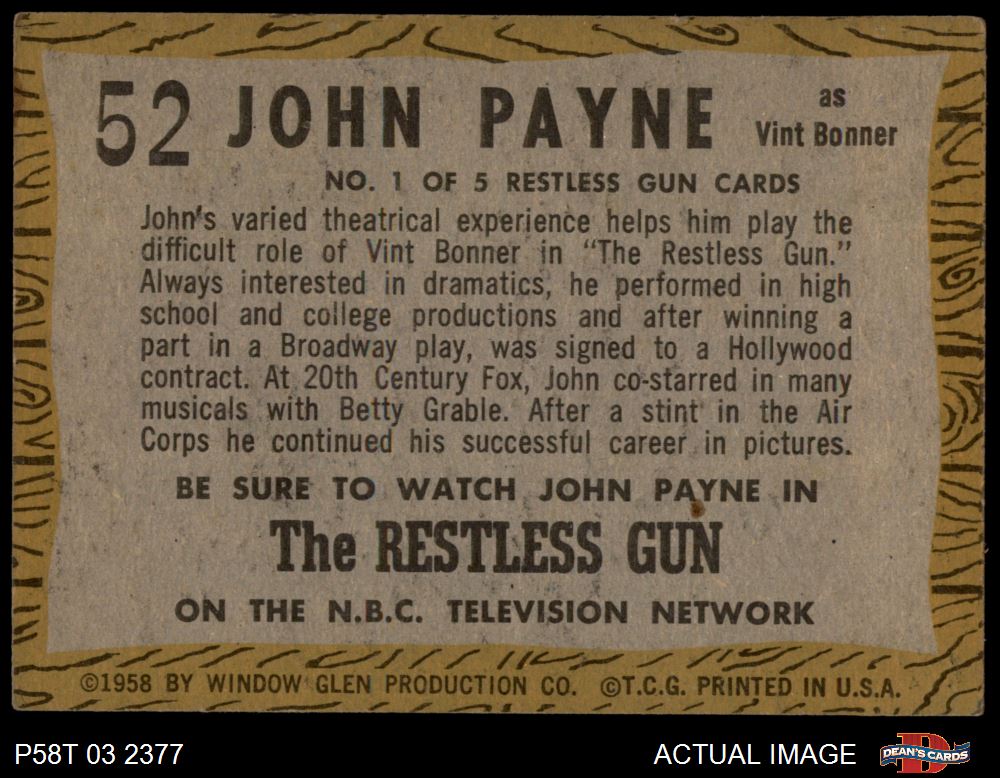 52 JOHN PAYNE as
Vint Bonner
NO. 1 OF 5 RESTLESS GUN CARDS
John's varied theatrical experience helps him play the
difficult role of Vint Bonner in "The Restless Gun."
Always interested in dramatics, he performed in high
school and college productions and after winning a
part in a Broadway play, was signed to a Hollywood
contract. At 20th Century Fox, John co-starred in many
musicals with Betty Grable. After a stint in the Air
Corps he continued his successful career in pictures.
BE SURE TO WATCH JOHN PAYNE IN
The RESTLESS GUN
ON THE N.B.C. TELEVISION NETWORK
©1958 BY WINDOW GLEN PRODUCTION CO. ©T.C.G. PRINTED IN U.S.A.
P58T 03 2377 ACTUAL IMAGE DEAN'S CARDS